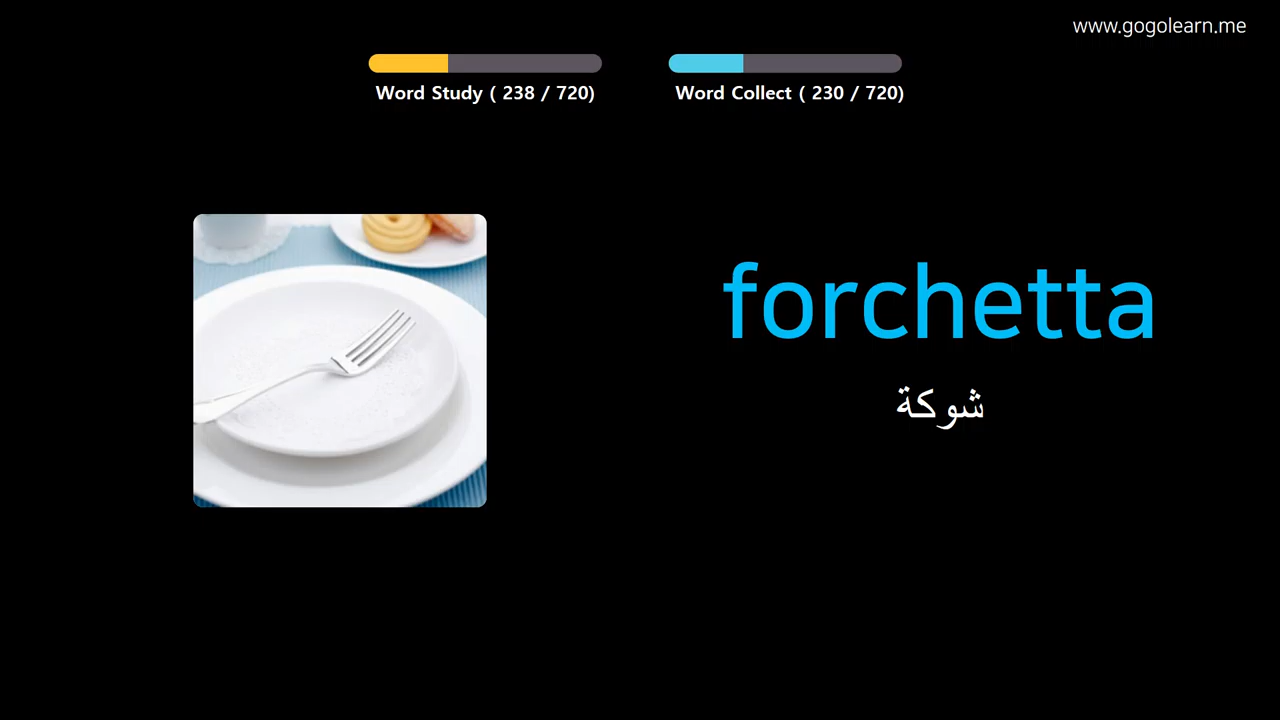 www.gogolearn.me
Word Study ( 238 / 720)
Word Collect ( 230 / 720)
forchetta
شوكة